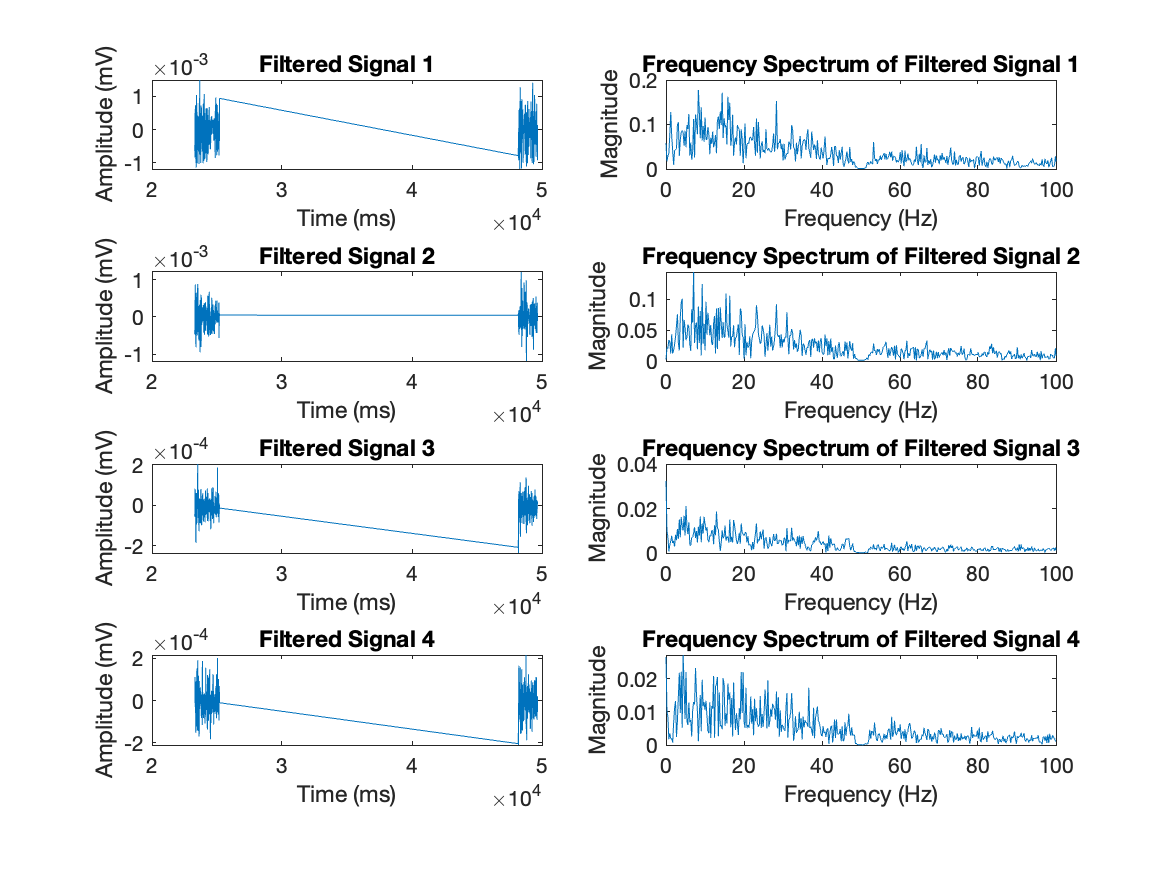 Filtered Signal 1
×10-3
Amplitude (mV)
1
0
-1
2 3 4 5
Time (ms)
×104
Frequency Spectrum of Filtered Signal 1
Magnitude
0.2
0.1
0
0 20 40 60 80 100
Frequency (Hz)
Filtered Signal 2
×10-3
Amplitude (mV)
1
0
-1
2 3 4 5
Time (ms)
×104
Frequency Spectrum of Filtered Signal 2
Magnitude
0.1
0.05
0
0 20 40 60 80 100
Frequency (Hz)
Filtered Signal 3
×10-4
Amplitude (mV)
2
0
-2
2 3 4 5
Time (ms)
×104
Frequency Spectrum of Filtered Signal 3
Magnitude
0.04
0.02
0
0 20 40 60 80 100
Frequency (Hz)
Filtered Signal 4
×10-4
Amplitude (mV)
2
0
-2
2 3 4 5
Time (ms)
×104
Frequency Spectrum of Filtered Signal 4
Magnitude
0.02
0.01
0
0 20 40 60 80 100
Frequency (Hz)